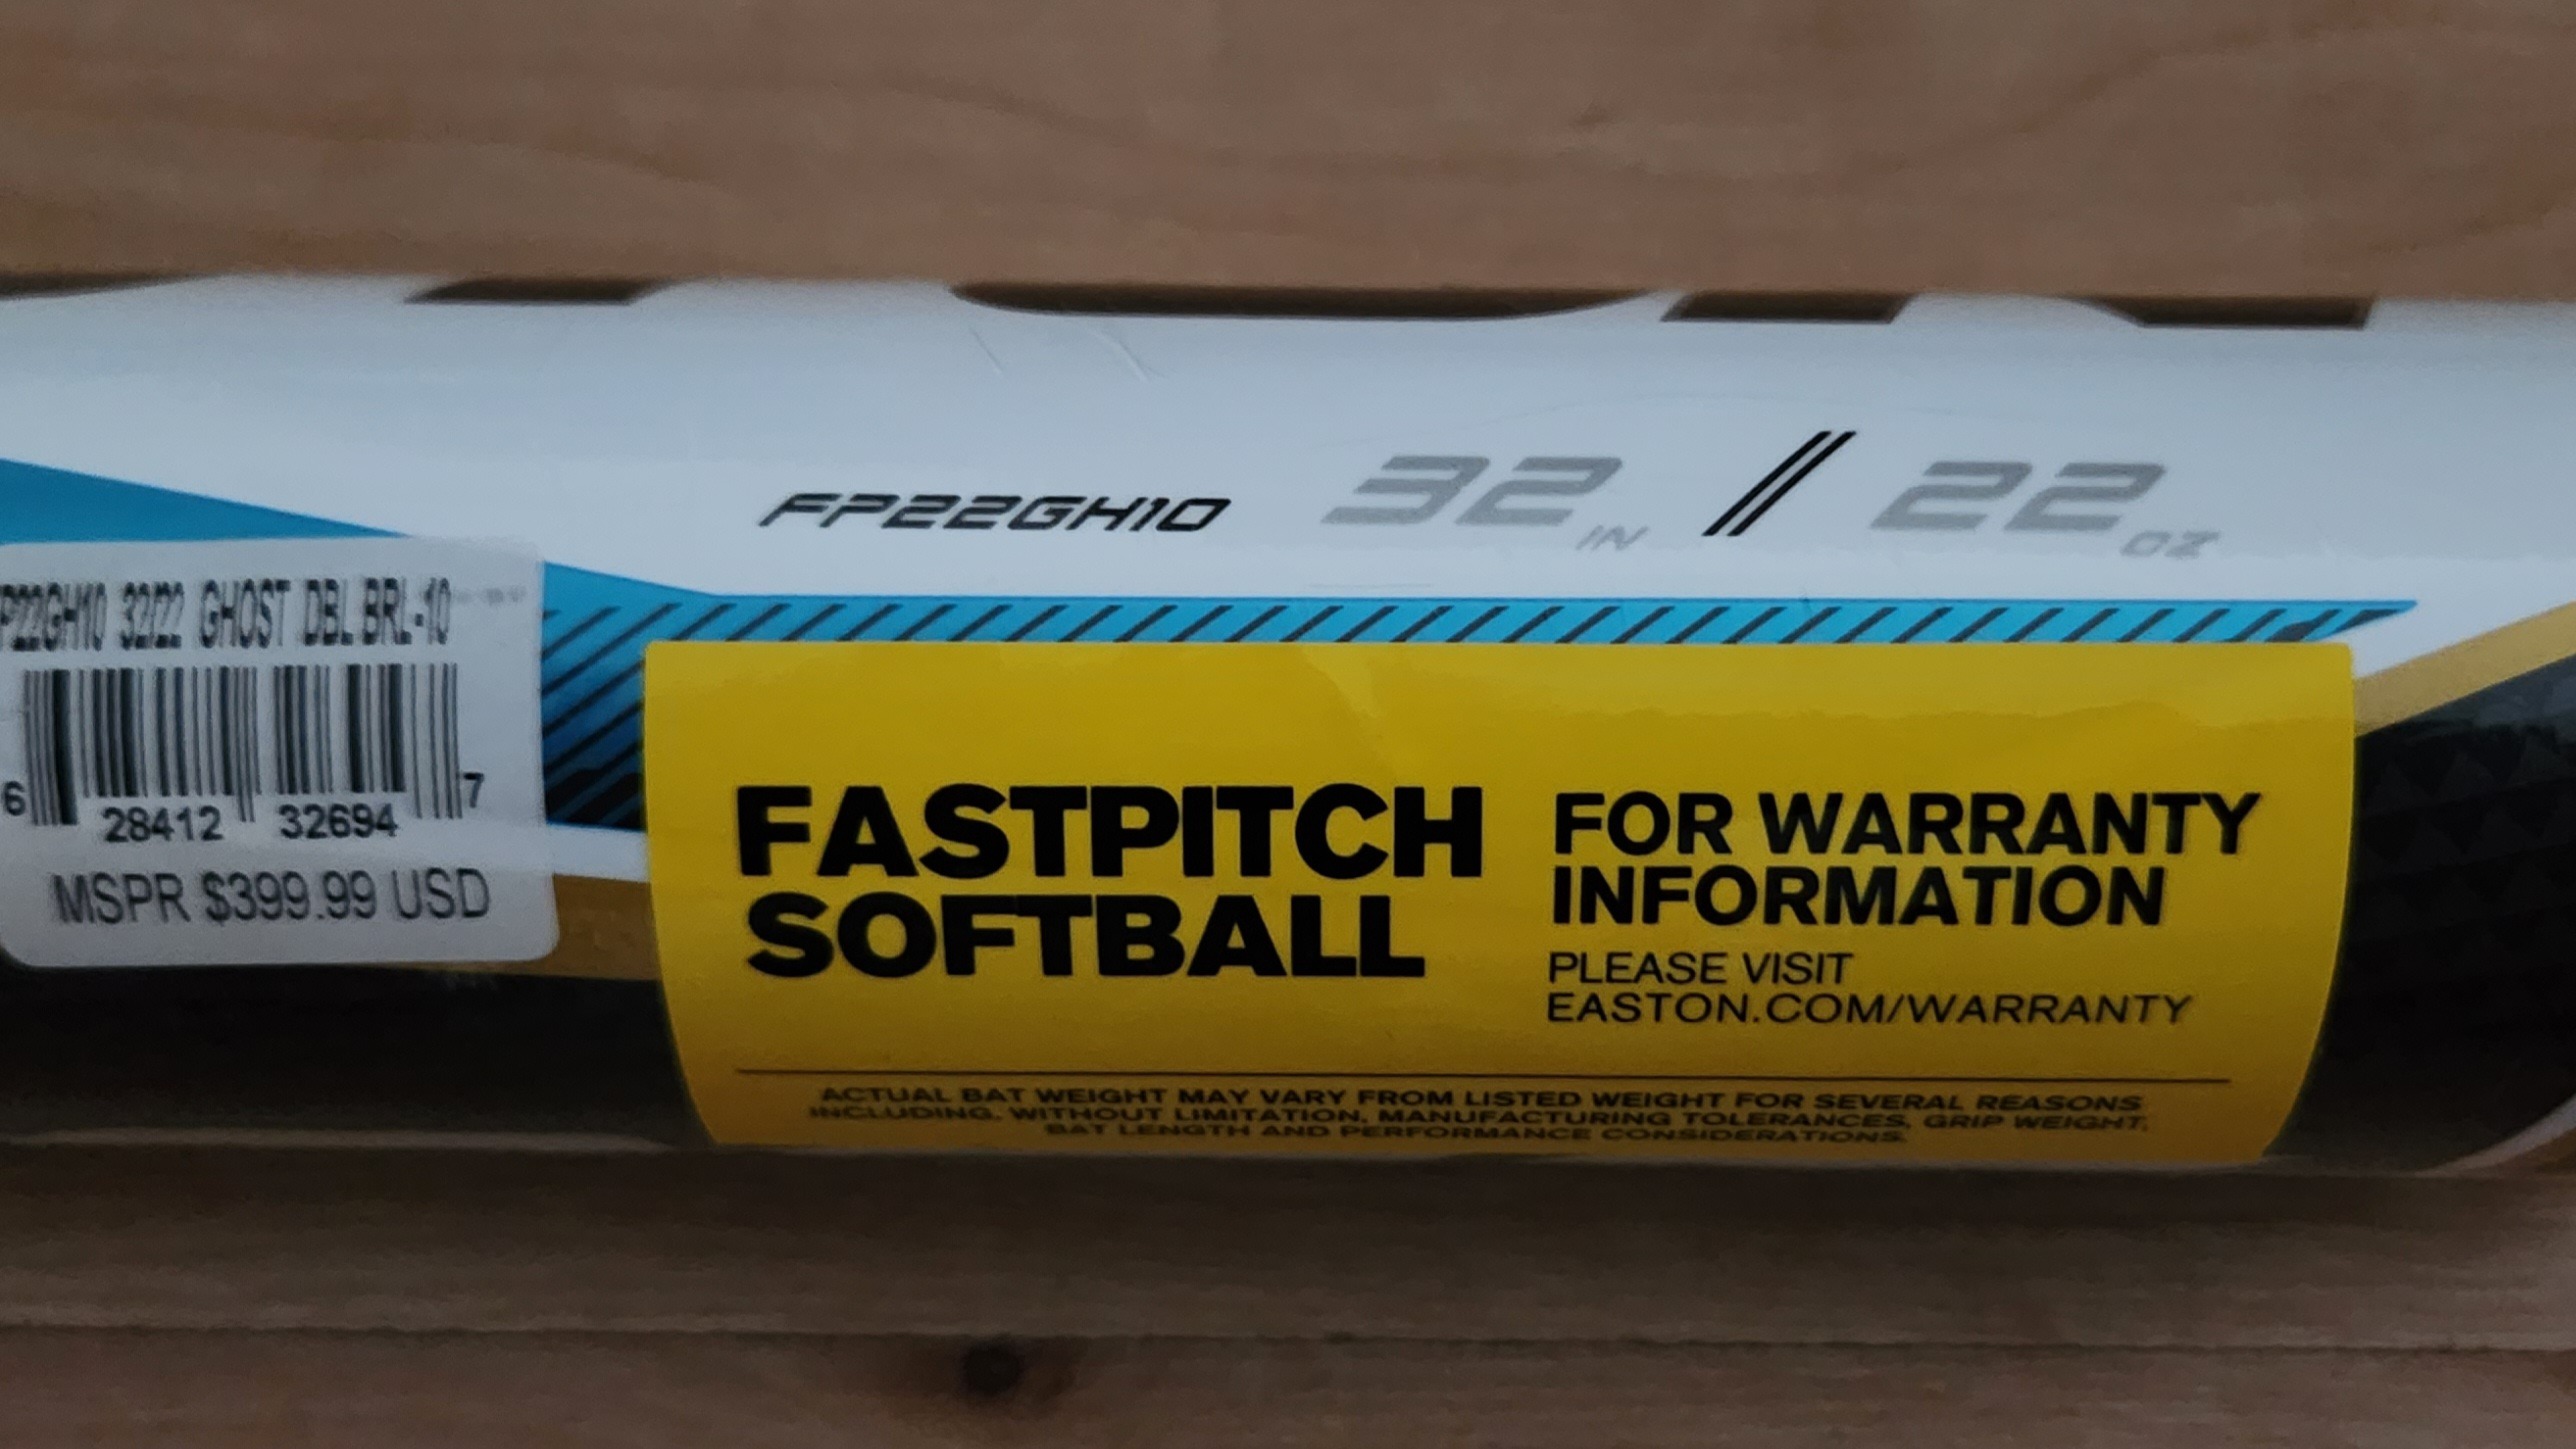 FP22GH10 32 IN // 22 OZ
P22GH10 32/22 GHOST DBL BRL-10
6 28412 32694 7
MSPR $399.99 USD
FASTPITCH
SOFTBALL
FOR WARRANTY
INFORMATION
PLEASE VISIT
EASTON.COM/WARRANTY
ACTUAL BAT WEIGHT MAY VARY FROM LISTED WEIGHT FOR SEVERAL REASONS
INCLUDING, WITHOUT LIMITATION, MANUFACTURING TOLERANCES, GRIP WEIGHT,
BAT LENGTH AND PERFORMANCE CONSIDERATIONS.